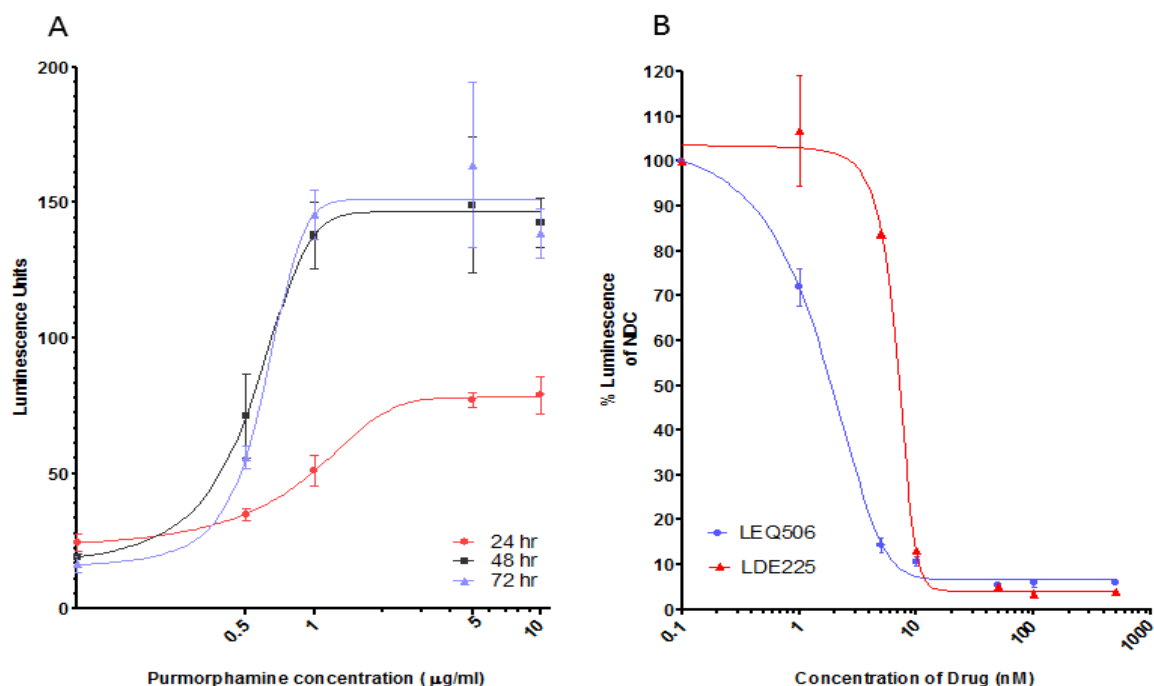 A
200
150
100
50
0
Luminescence Units
0.5
1
5
10
24 hr
48 hr
72 hr
Purmorphamine concentration ( μg/ml)
B
120
110
100
90
80
70
60
50
40
30
20
10
0
% Luminescence
of NDC
LEQ506
LDE225
0.1
1
10
100
1000
Concentration of Drug (nM)